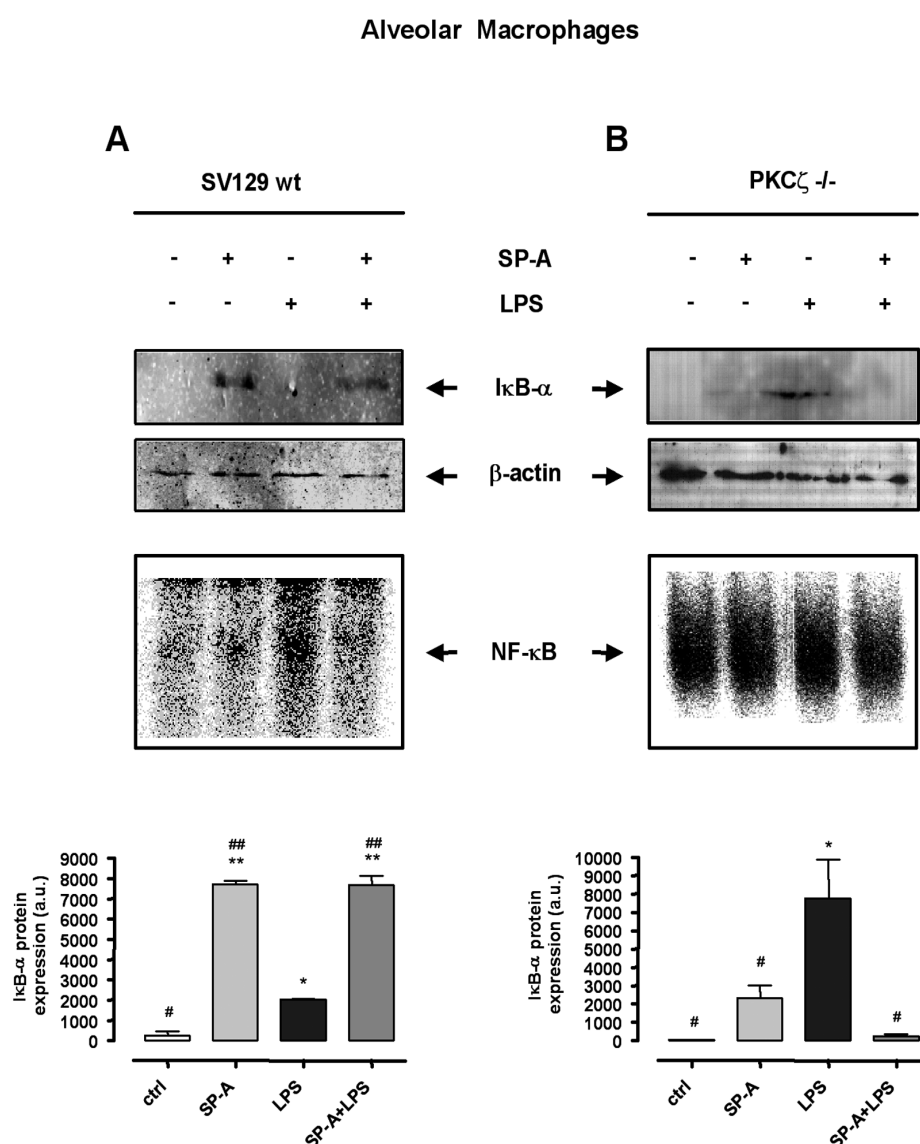 Alveolar Macrophages
A
B
SV129 wt
PKCζ -/-
- + - + SP-A - + - +
- - + + LPS - - + +
IκB-α
β-actin
NF-κB
IκB-α protein
expression (a.u.)
9000
8000
7000
6000
5000
4000
3000
2000
1000
0
#
##
**
*
##
**
ctrl
SP-A
LPS
SP-A+LPS
IκB-α protein
expression (a.u.)
10000
9000
8000
7000
6000
5000
4000
3000
2000
1000
0
#
#
*
#
ctrl
SP-A
LPS
SP-A+LPS